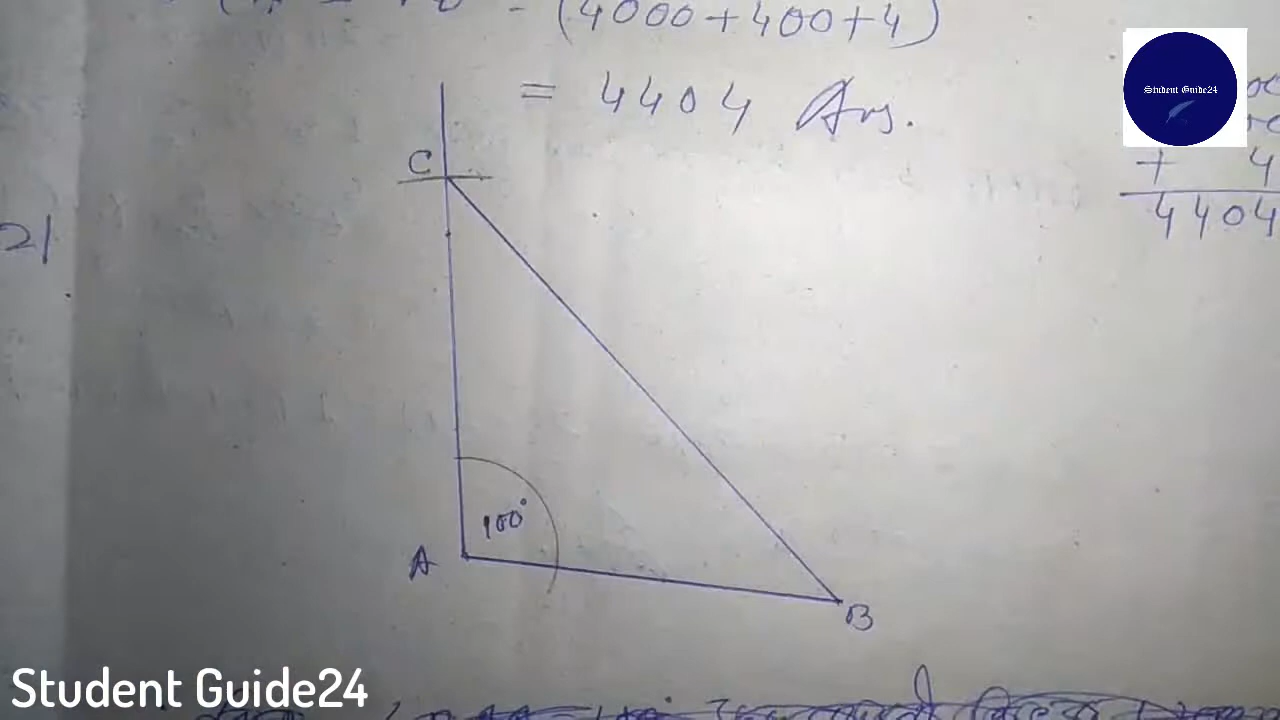 (4000+400+4)
= 4404 Ans.
Student Guide24
+ 4
4404
C
21
100°
A
B
Student Guide24